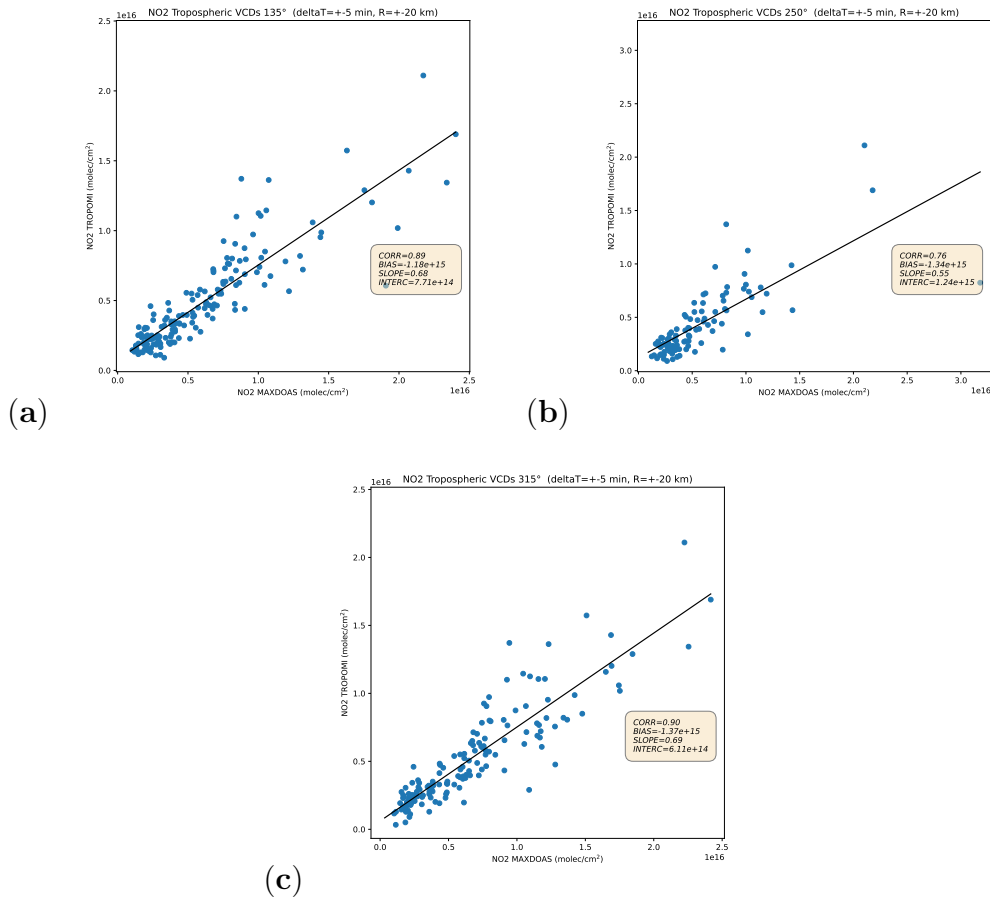 NO2 Tropospheric VCDs 135°  (deltaT=+-5 min, R=+-20 km)
1e16
2.5
2.0
1.5
1.0
0.5
0.0
NO2 TROPOMI (molec/cm²)
CORR=0.89
BIAS=-1.18e+15
SLOPE=0.68
INTERC=7.71e+14
0.0 0.5 1.0 1.5 2.0 2.5
1e16
NO2 MAXDOAS (molec/cm²)
(a)
NO2 Tropospheric VCDs 250°  (deltaT=+-5 min, R=+-20 km)
1e16
3.0
2.5
2.0
1.5
1.0
0.5
0.0
NO2 TROPOMI (molec/cm²)
CORR=0.76
BIAS=-1.34e+15
SLOPE=0.55
INTERC=1.24e+15
0.0 0.5 1.0 1.5 2.0 2.5 3.0
1e16
NO2 MAXDOAS (molec/cm²)
(b)
NO2 Tropospheric VCDs 315°  (deltaT=+-5 min, R=+-20 km)
1e16
2.5
2.0
1.5
1.0
0.5
0.0
NO2 TROPOMI (molec/cm²)
CORR=0.90
BIAS=-1.37e+15
SLOPE=0.69
INTERC=6.11e+14
0.0 0.5 1.0 1.5 2.0 2.5
1e16
NO2 MAXDOAS (molec/cm²)
(c)